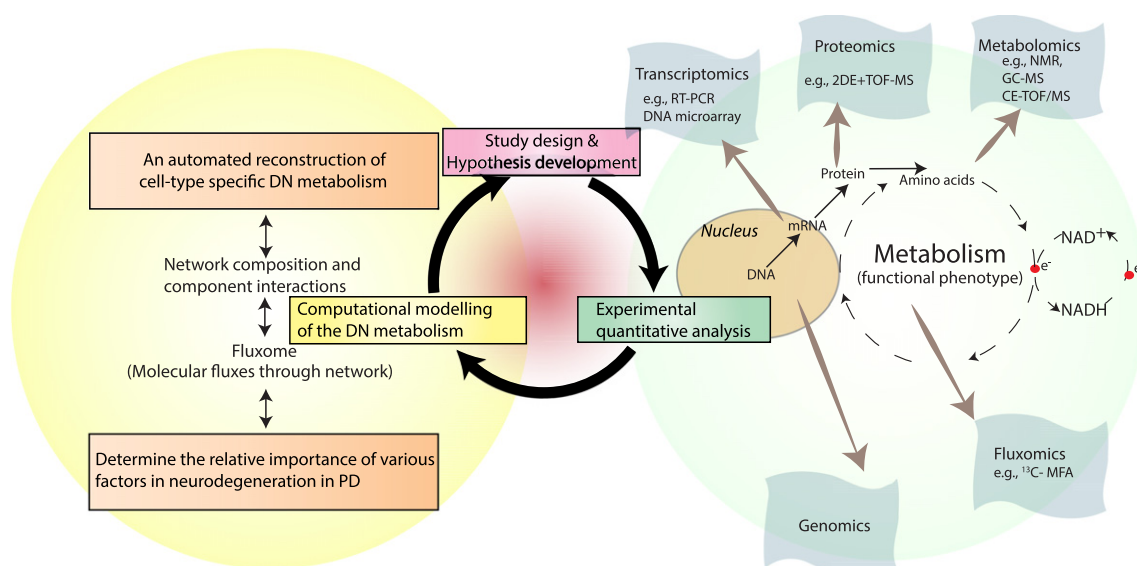 An automated reconstruction of
cell-type specific DN metabolism
Network composition and
component interactions
Computational modelling
of the DN metabolism
Fluxome
(Molecular fluxes through network)
Determine the relative importance of various
factors in neurodegeneration in PD
Study design &
Hypothesis development
Experimental
quantitative analysis
Transcriptomics
e.g., RT-PCR
DNA microarray
Proteomics
e.g., 2DE+TOF-MS
Metabolomics
e.g., NMR,
GC-MS
CE-TOF/MS
Protein
Amino acids
Nucleus
mRNA
DNA
Metabolism
(functional phenotype)
e-
NAD+
e
NADH
Fluxomics
e.g., 13C- MFA
Genomics